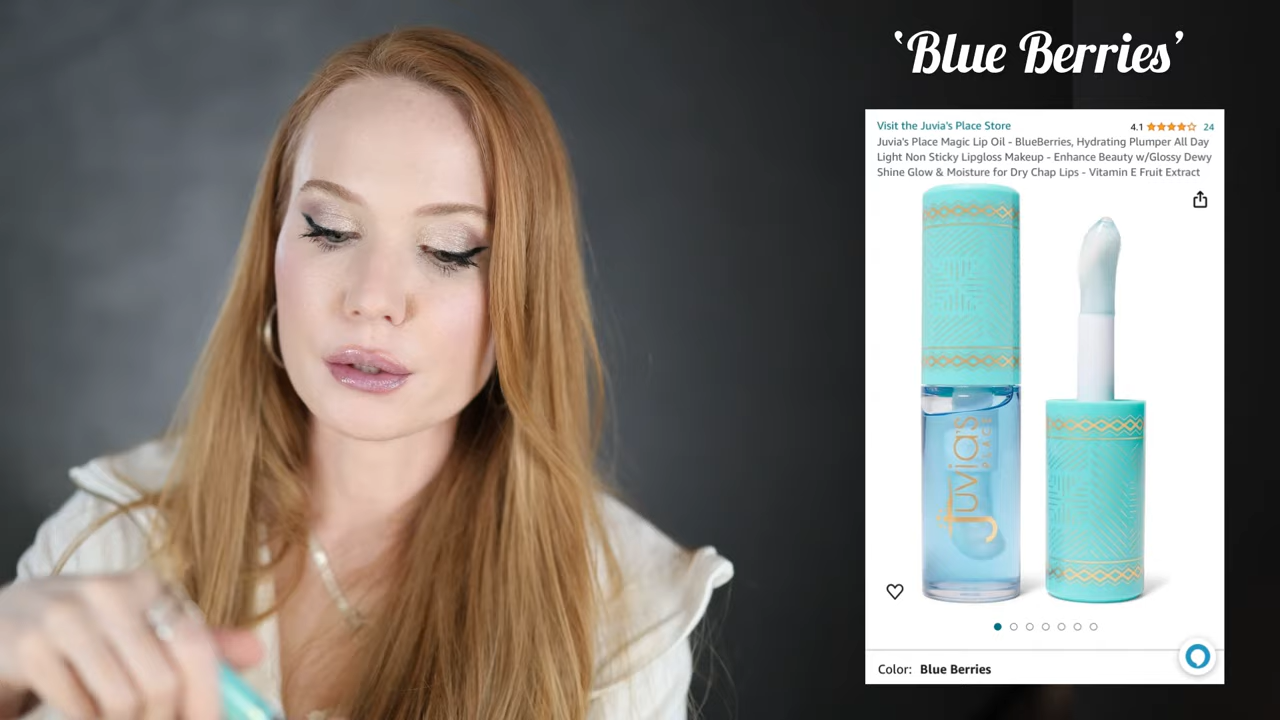 ‘Blue Berries’
Visit the Juvia's Place Store
4.1 24
Juvia's Place Magic Lip Oil - BlueBerries, Hydrating Plumper All Day
Light Non Sticky Lipgloss Makeup - Enhance Beauty w/Glossy Dewy
Shine Glow & Moisture for Dry Chap Lips - Vitamin E Fruit Extract
Juvia's
PLACE
Color: Blue Berries